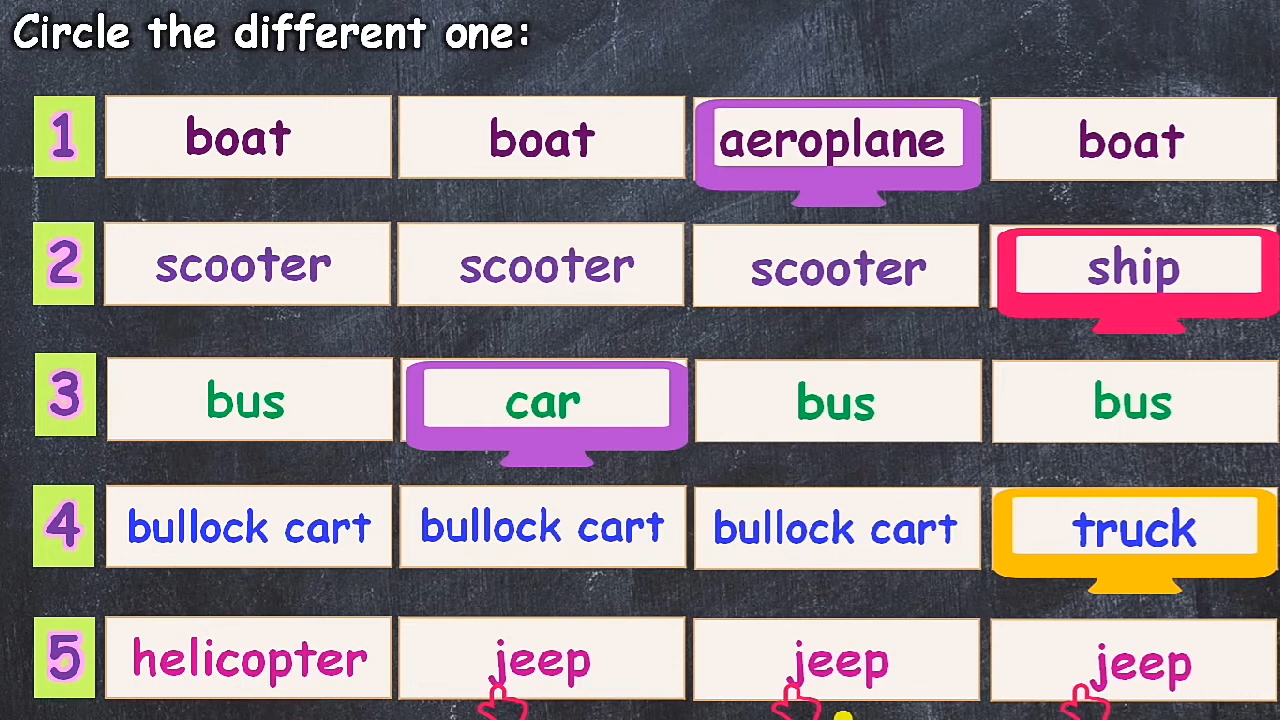 Circle the different one:
1 boat boat aeroplane boat
2 scooter scooter scooter ship
3 bus car bus bus
4 bullock cart bullock cart bullock cart truck
5 helicopter jeep jeep jeep